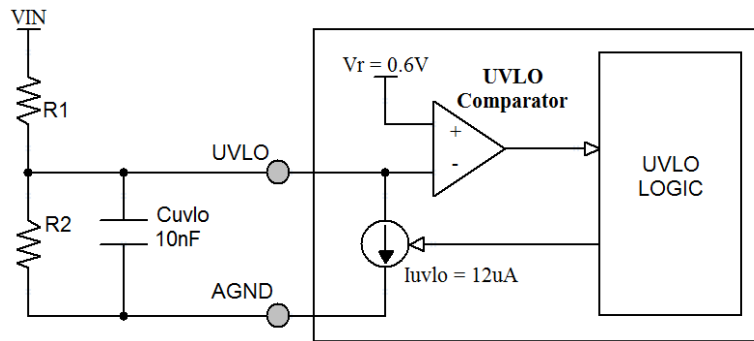 VIN
R1
R2
Cuvlo
10nF
UVLO
AGND
Vr = 0.6V
UVLO
Comparator
+
-
Iuvlo = 12uA
UVLO
LOGIC